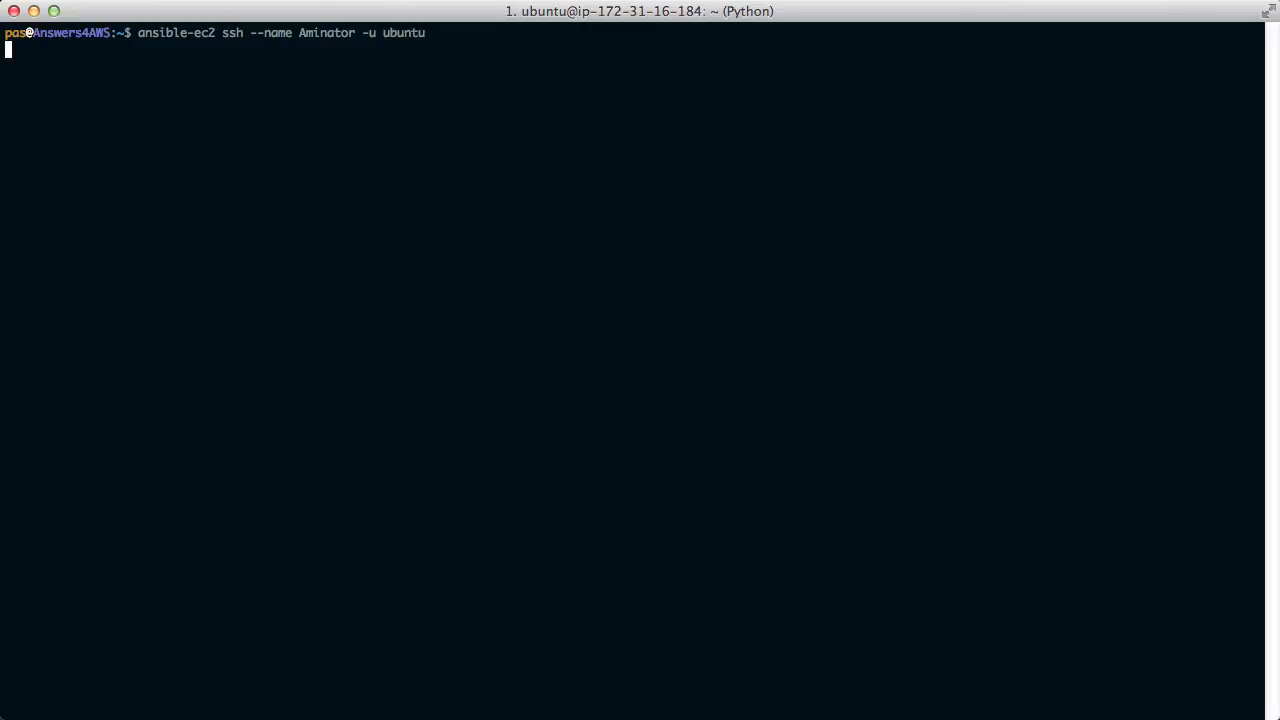 1. ubuntu@ip-172-31-16-184: ~ (Python)
pas@Answers4AWS:~$ ansible-ec2 ssh --name Aminator -u ubuntu